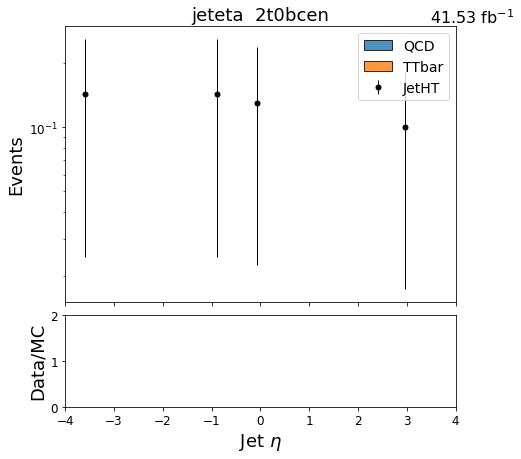 jeteta 2t0bcen
41.53 fb⁻¹
QCD
TTbar
JetHT
Events
10⁻¹
Data/MC
2
1
0
−4 −3 −2 −1 0 1 2 3 4
Jet η